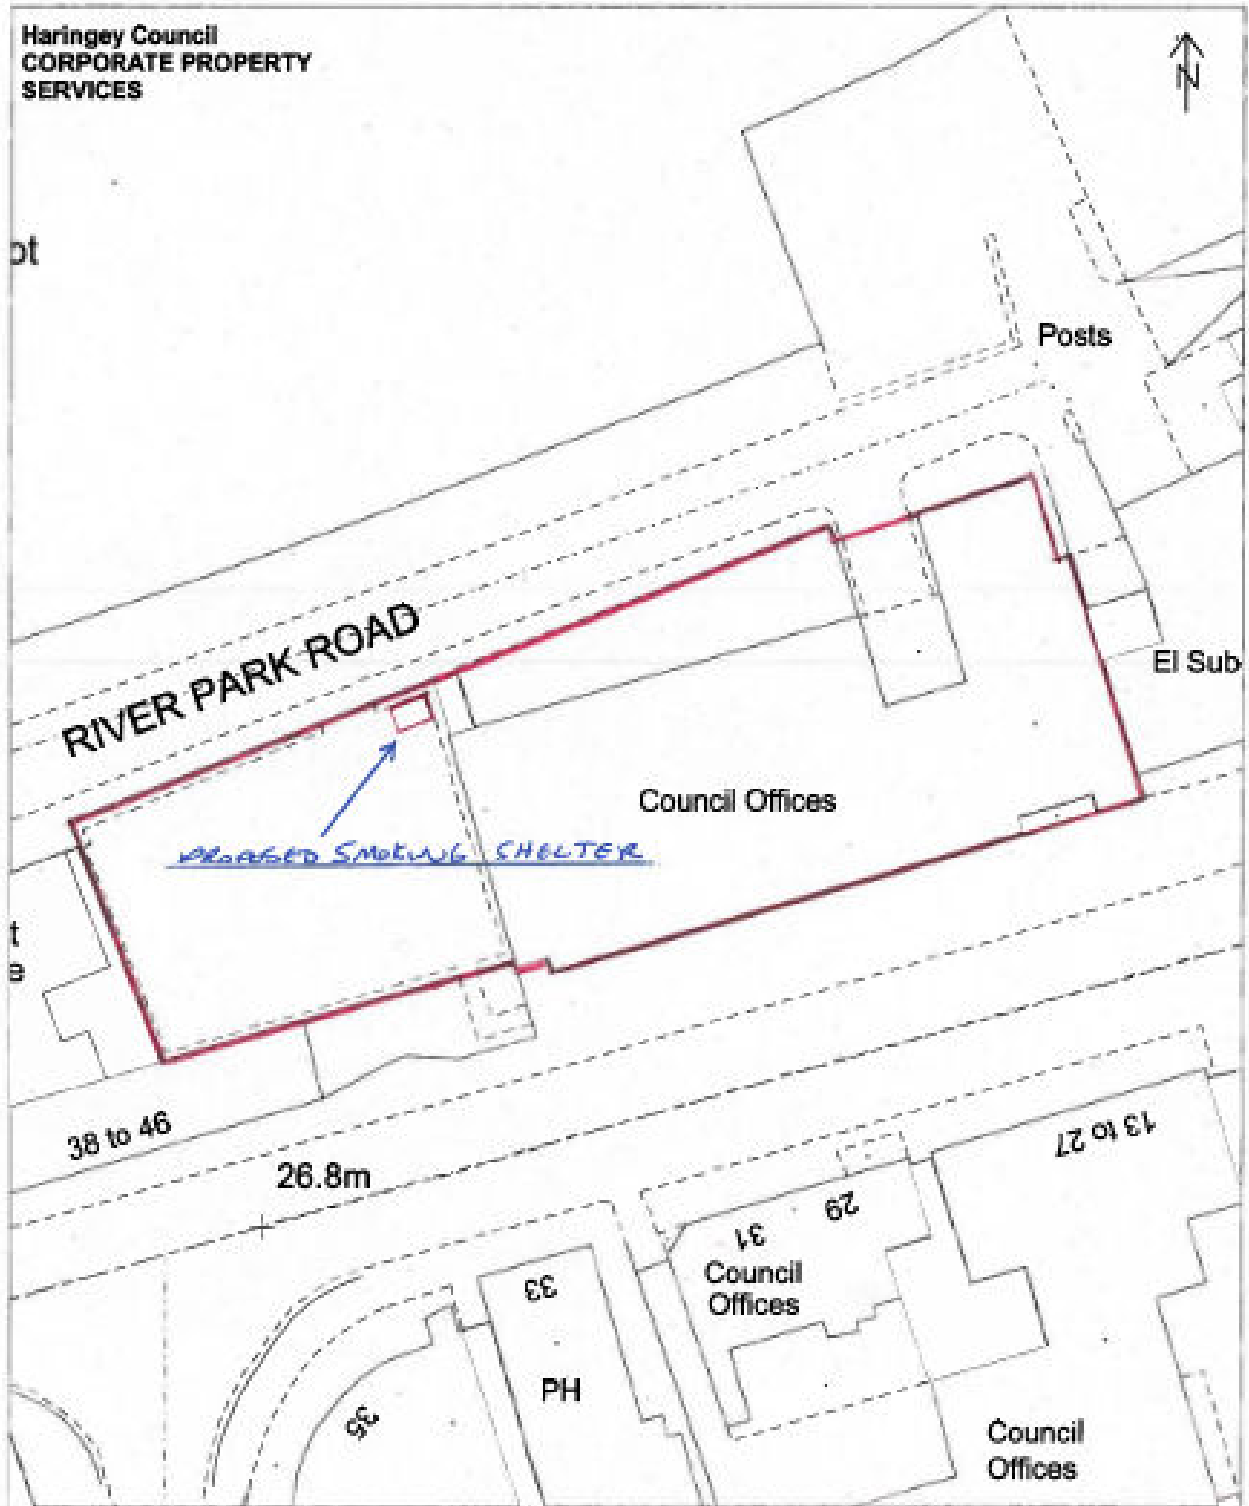 Haringey Council
CORPORATE PROPERTY
SERVICES
N
ot
Posts
RIVER PARK ROAD
El Sub
Council Offices
PROPOSED SMOKING SHELTER
t
e
38 to 46
26.8m
13 to 27
29
31
Council
Offices
33
PH
35
Council
Offices